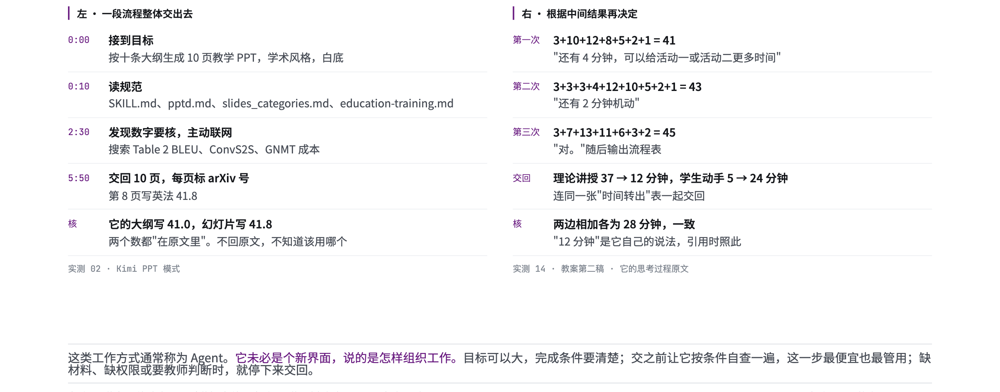 左 · 一段流程整体交出去
0:00 接到目标
按十条大纲生成 10 页教学 PPT，学术风格，白底
0:10 读规范
SKILL.md、pptd.md、slides_categories.md、education-training.md
2:30 发现数字要核，主动联网
搜索 Table 2 BLEU、ConvS2S、GNMT 成本
5:50 交回 10 页，每页标 arXiv 号
第 8 页写英法 41.8
核 它的大纲写 41.0，幻灯片写 41.8
两个数都"在原文里"。不回原文，不知道该用哪个
实测 02 · Kimi PPT 模式
右 · 根据中间结果再决定
第一次 3+10+12+8+5+2+1 = 41
"还有 4 分钟，可以给活动一或活动二更多时间"
第二次 3+3+3+4+12+10+5+2+1 = 43
"还有 2 分钟机动"
第三次 3+7+13+11+6+3+2 = 45
"对。"随后输出流程表
交回 理论讲授 37 → 12 分钟，学生动手 5 → 24 分钟
连同一张"时间转出"表一起交回
核 两边相加各为 28 分钟，一致
"12 分钟"是它自己的说法，引用时照此
实测 14 · 教案第二稿 · 它的思考过程原文
这类工作方式通常称为 Agent。它未必是个新界面，说的是怎样组织工作。目标可以大，完成条件要清楚；交之前让它按条件自查一遍，这一步最便宜也最管用；缺
材料、缺权限或要教师判断时，就停下来交回。